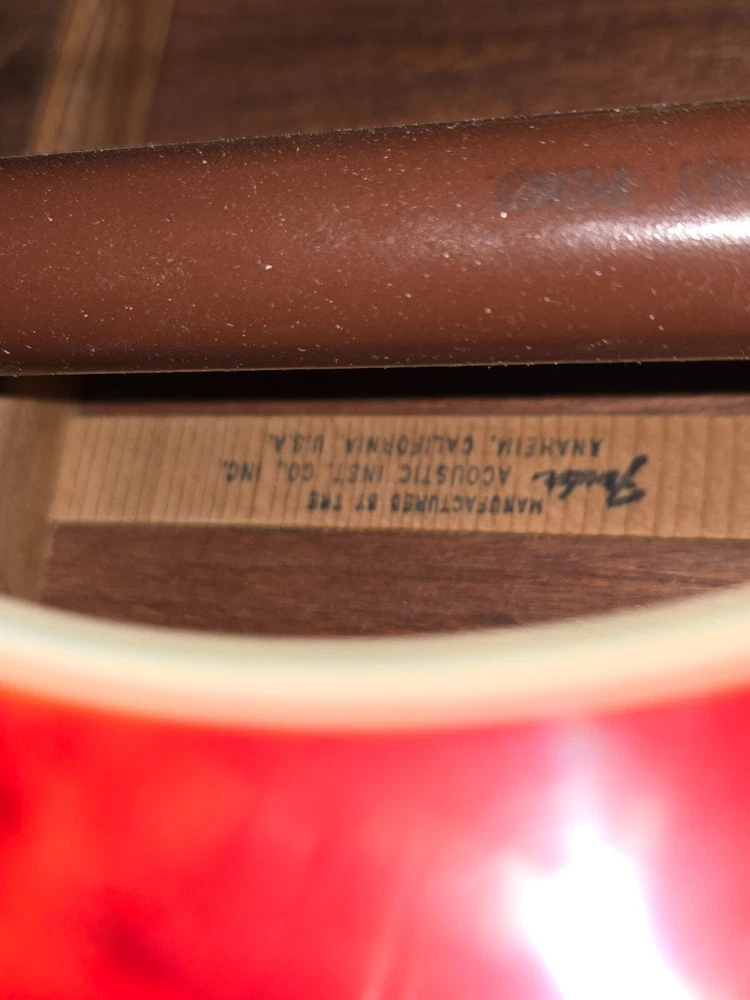 MANUFACTURED BY THE
Fender ACOUSTIC INST. CO., INC.
ANAHEIM, CALIFORNIA, U.S.A.